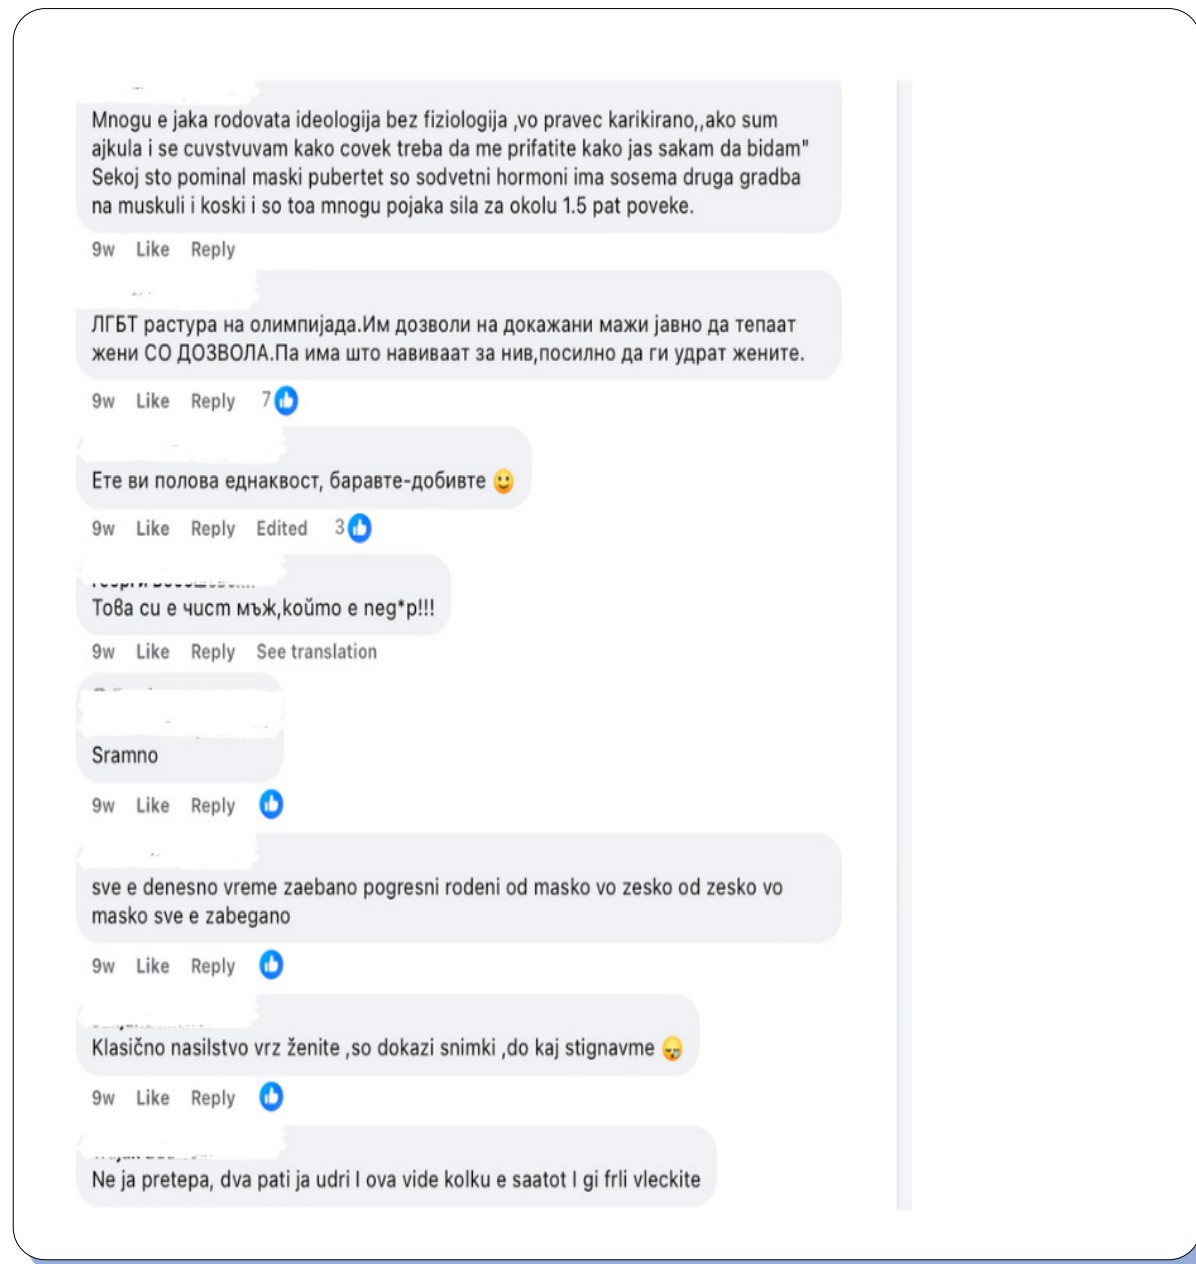 Mnogu e jaka rodovata ideologija bez fiziologija ,vo pravec karikirano,,ako sum
ajkula i se cuvstvuvam kako covek treba da me prifatite kako jas sakam da bidam"
Sekoj sto pominal maski pubertet so sodvetni hormoni ima sosema druga gradba
na muskuli i koski i so toa mnogu pojaka sila za okolu 1.5 pat poveke.
9w Like Reply
ЛГБТ растура на олимпијада.Им дозволи на докажани мажи јавно да тепаат
жени СО ДОЗВОЛА.Па има што навиваат за нив,посилно да ги удрат жените.
9w Like Reply 7
Ете ви полова еднаквост, баравте-добивте 🙂
9w Like Reply Edited 3
Това си е чист мъж,който е пед*р!!!
9w Like Reply See translation
Sramno
9w Like Reply
sve e denesno vreme zaebano pogresni rodeni od masko vo zesko od zesko vo
masko sve e zabegano
9w Like Reply
Klasično nasilstvo vrz ženite ,so dokazi snimki ,do kaj stignavme 😪
9w Like Reply
Ne ja pretepa, dva pati ja udri I ova vide kolku e saatot I gi frli vleckite